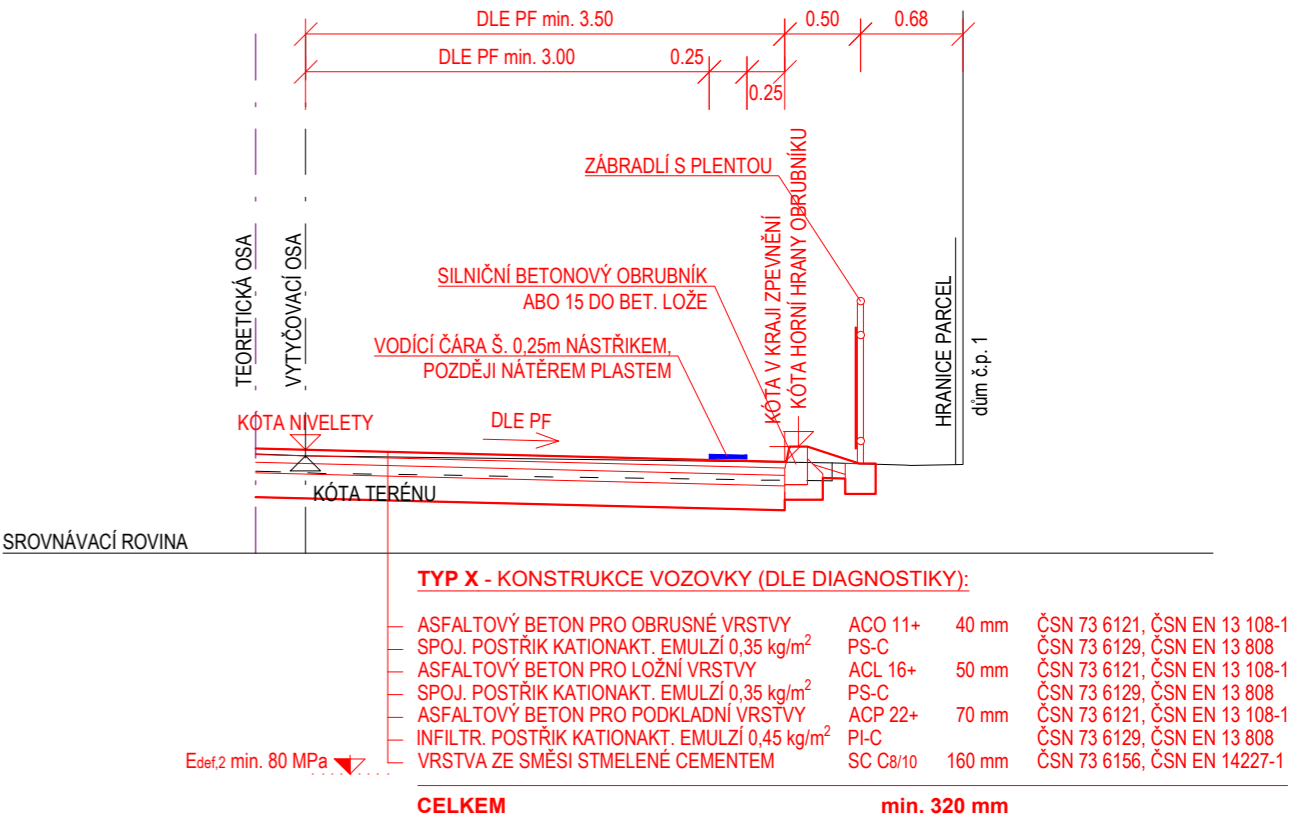 DLE PF min. 3.50 0.50 0.68
DLE PF min. 3.00 0.25
0.25
ZÁBRADLÍ S PLENTOU
TEORETICKÁ OSA
VYTYČOVACÍ OSA
SILNIČNÍ BETONOVÝ OBRUBNÍK
ABO 15 DO BET. LOŽE
VODÍCÍ ČÁRA Š. 0,25m NÁSTŘIKEM,
POZDĚJI NÁTĚREM PLASTEM
KÓTA V KRAJI ZPEVNĚNÍ
KÓTA HORNÍ HRANY OBRUBNÍKU
HRANICE PARCEL
dům č.p. 1
KÓTA NIVELETY
DLE PF
KÓTA TERÉNU
SROVNÁVACÍ ROVINA
TYP X - KONSTRUKCE VOZOVKY (DLE DIAGNOSTIKY):
ASFALTOVÝ BETON PRO OBRUSNÉ VRSTVY ACO 11+ 40 mm ČSN 73 6121, ČSN EN 13 108-1
SPOJ. POSTŘIK KATIONAKT. EMULZÍ 0,35 kg/m² PS-C ČSN 73 6129, ČSN EN 13 808
ASFALTOVÝ BETON PRO LOŽNÍ VRSTVY ACL 16+ 50 mm ČSN 73 6121, ČSN EN 13 108-1
SPOJ. POSTŘIK KATIONAKT. EMULZÍ 0,35 kg/m² PS-C ČSN 73 6129, ČSN EN 13 808
ASFALTOVÝ BETON PRO PODKLADNÍ VRSTVY ACP 22+ 70 mm ČSN 73 6121, ČSN EN 13 108-1
INFILTR. POSTŘIK KATIONAKT. EMULZÍ 0,45 kg/m² PI-C ČSN 73 6129, ČSN EN 13 808
Edef,2 min. 80 MPa VRSTVA ZE SMĚSI STMELENÉ CEMENTEM SC C8/10 160 mm ČSN 73 6156, ČSN EN 14227-1
CELKEM min. 320 mm